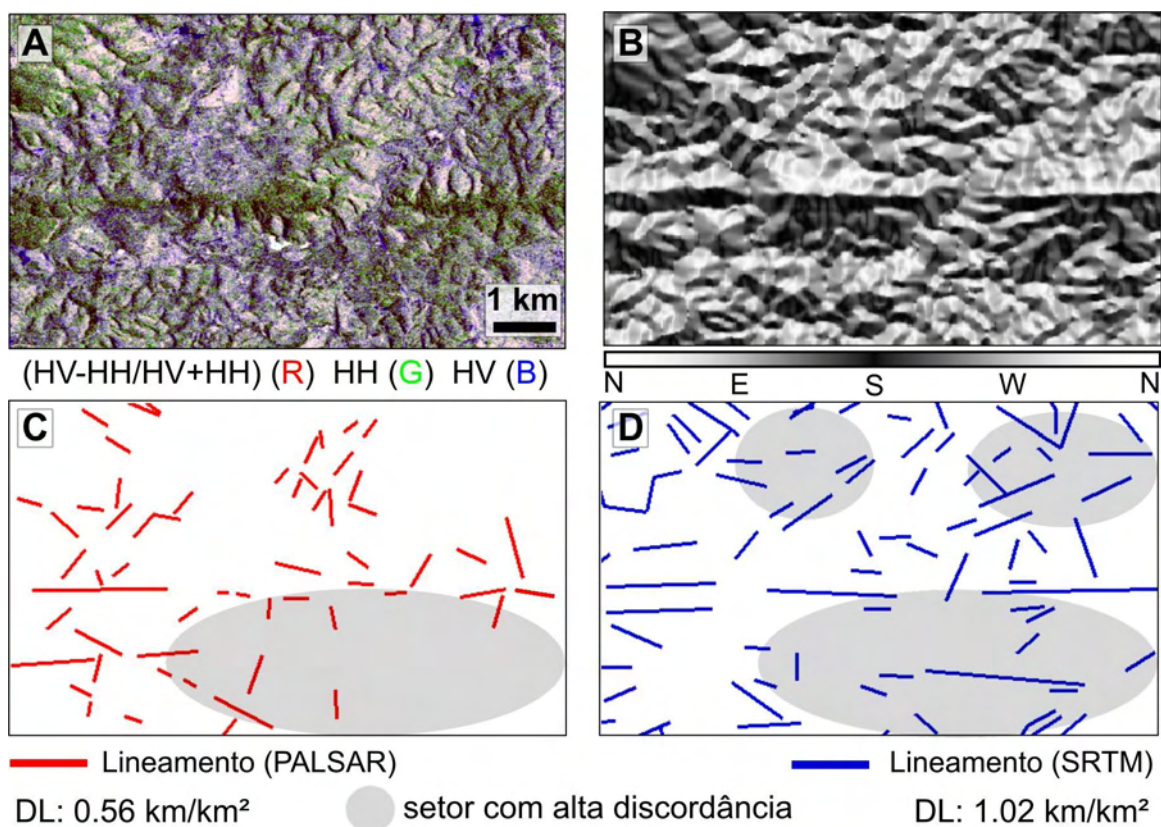 A
B
1 km
(HV-HH/HV+HH) (R) HH (G) HV (B)
N E S W N
C
D
Lineamento (PALSAR)
Lineamento (SRTM)
DL: 0.56 km/km²
setor com alta discordância
DL: 1.02 km/km²